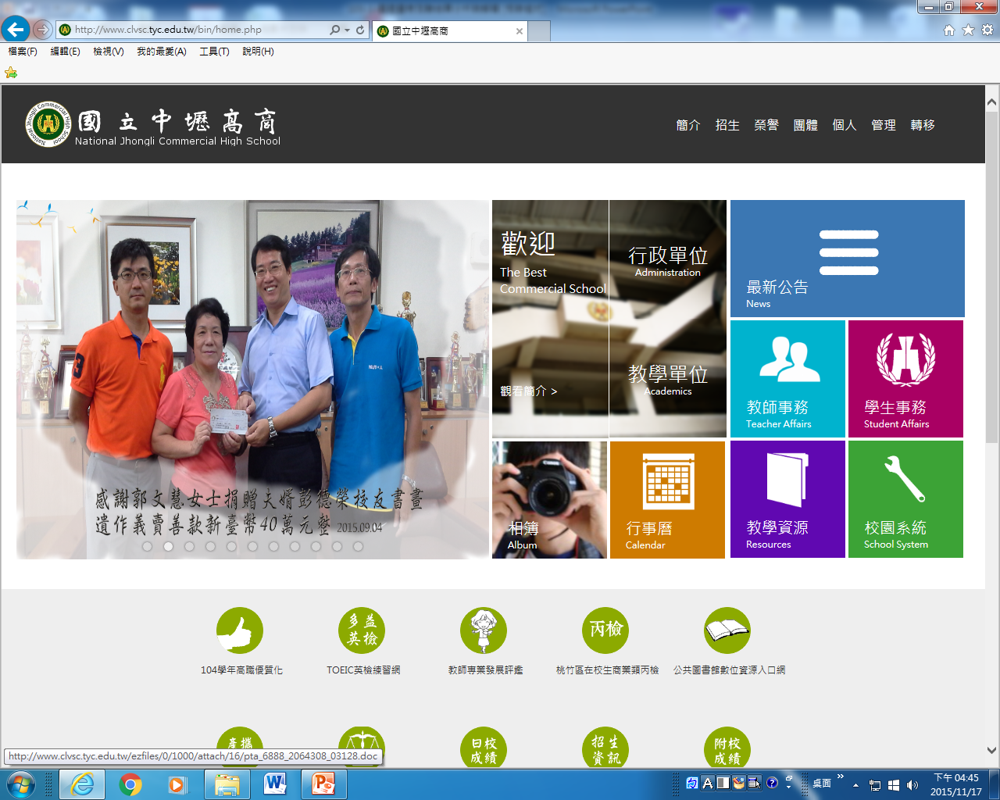 http://www.clvsc.tyc.edu.tw/bin/home.php
國立中壢高商
檔案(F) 編輯(E) 檢視(V) 我的最愛(A) 工具(T) 說明(H)
國立中壢高商
National Jhongli Commercial High School
簡介 招生 榮譽 團體 個人 管理 轉移
感謝郭文慧女士捐贈夫婿彭德榮校友書畫
遺作義賣善款新臺幣40萬元整 2015.09.04
歡迎
The Best
Commercial School
觀看簡介 >
行政單位
Administration
教學單位
Academics
最新公告
News
教師事務
Teacher Affairs
學生事務
Student Affairs
相簿
Album
行事曆
Calendar
教學資源
Resources
校園系統
School System
多益
英檢
丙檢
104學年高職優質化
TOEIC英檢練習網
教師專業發展評鑑
桃竹區在校生商業類丙檢
公共圖書館數位資源入口網
產攜
日校
成績
招生
資訊
附校
成績
http://www.clvsc.tyc.edu.tw/ezfiles/0/1000/attach/16/pta_6888_2064308_03128.doc
桌面
下午 04:45
2015/11/17